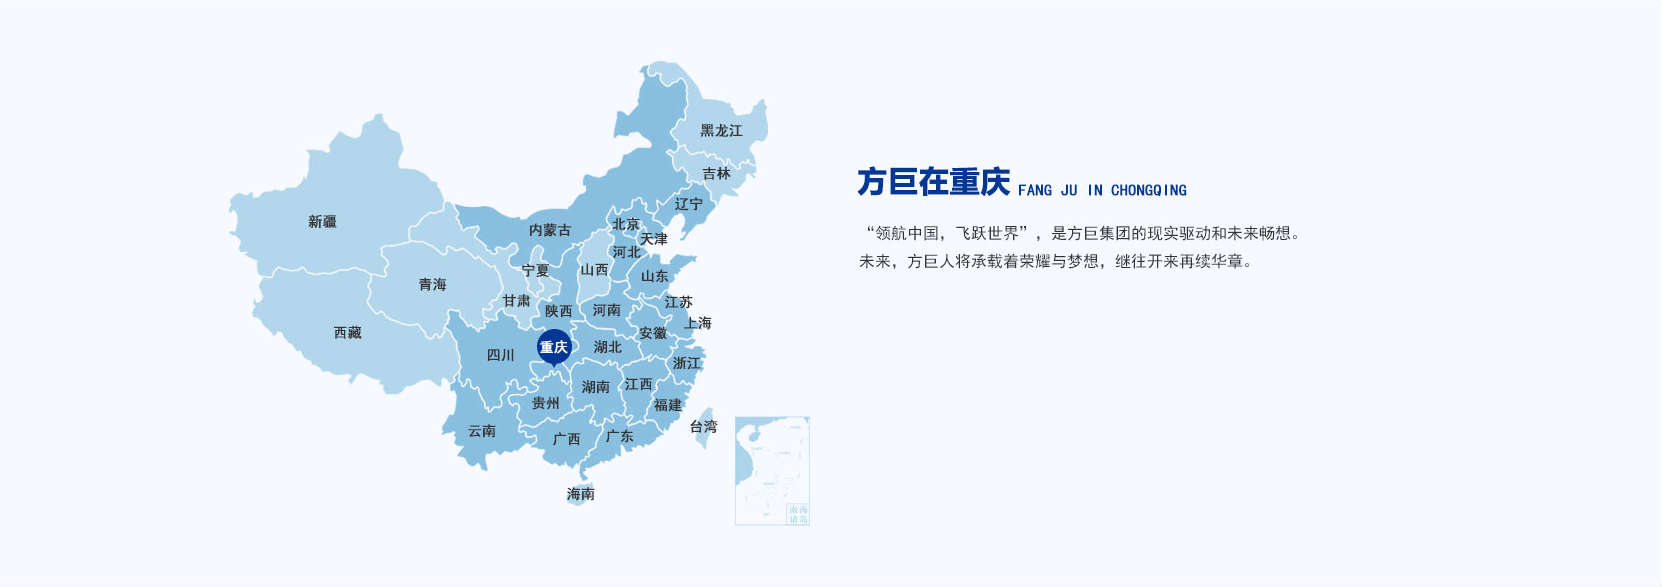 黑龙江
吉林
方巨在重庆 FANG JU IN CHONGQING
辽宁
新疆
内蒙古
北京
“领航中国，飞跃世界”，是方巨集团的现实驱动和未来畅想。
天津
河北
未来，方巨人将承载着荣耀与梦想，继往开来再续华章。
宁夏
山西
山东
青海
甘肃
陕西
河南
江苏
上海
西藏
安徽
重庆
湖北
四川
浙江
湖南
江西
贵州
福建
云南
广西
广东
台湾
海南
南海
诸岛